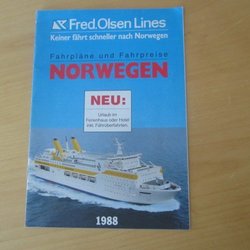 Fred.Olsen Lines
Keiner fährt schneller nach Norwegen
Fahrpläne und Fahrpreise
NORWEGEN
NEU:
Urlaub im
Ferienhaus oder Hotel
inkl. Fährüberfahrten.
1988